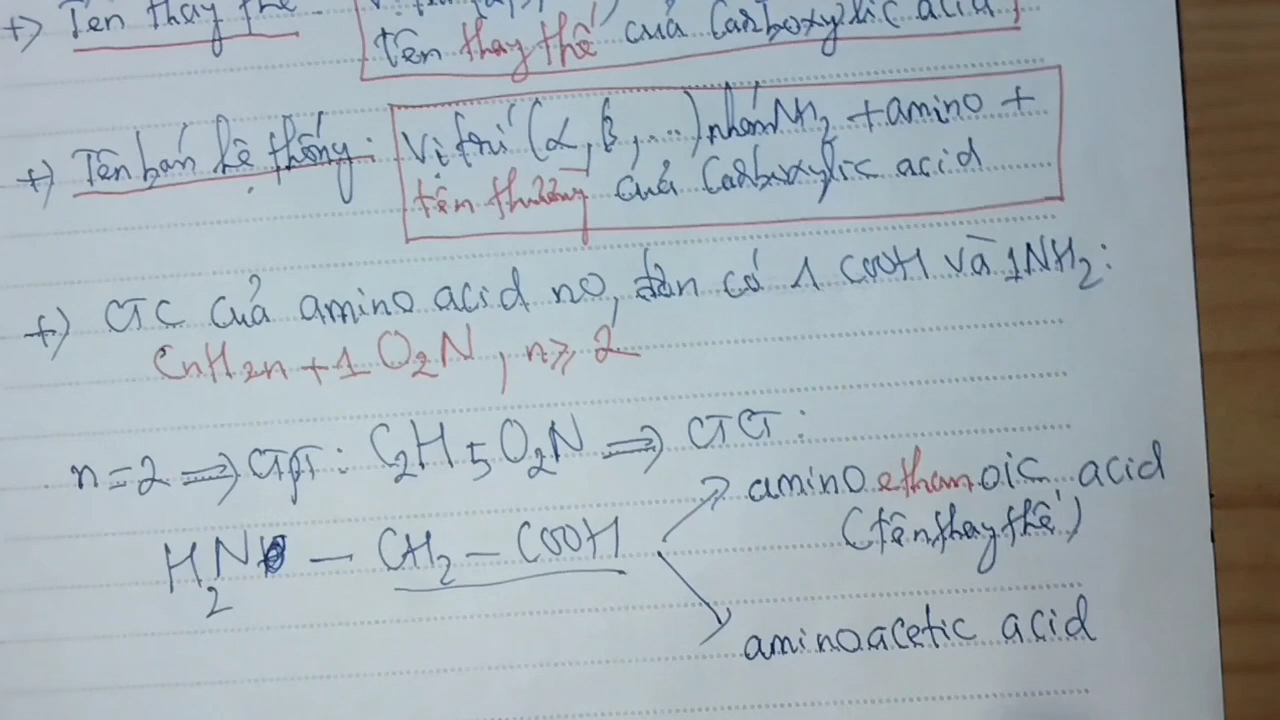 +) Tên thay thế
tên thay thế của Carboxylic acid
+) Tên bán hệ thống: Vị trí (α, β, ...) nhóm NH2 + amino +
tên thường của Carboxylic acid
+) CTC của amino acid no, đơn có 1 COOH và 1NH2:
CnH2n+1O2N, n≥2
n=2 ⟹ CTPT: C2H5O2N ⟹ CTCT:
aminoethanoic acid
(tên thay thế)
H2N – CH2 – COOH
aminoacetic acid